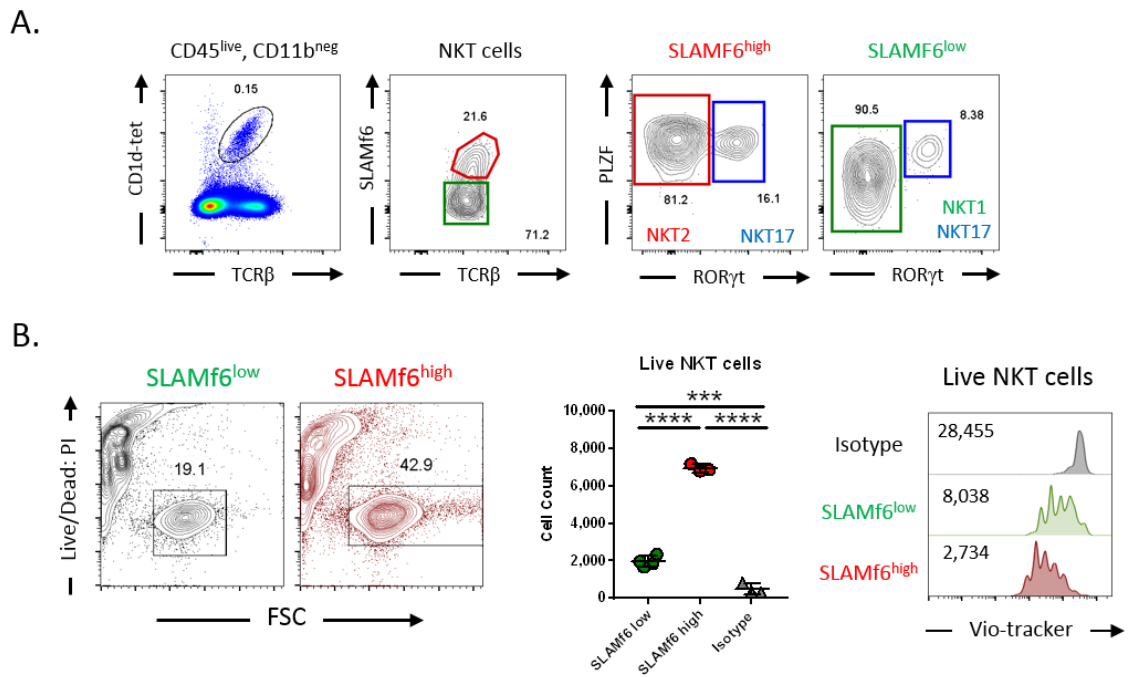 A.
CD45live, CD11bneg
NKT cells
SLAMF6high
SLAMF6low
0.15
CD1d-tet
TCRβ
21.6
SLAMf6
71.2
TCRβ
PLZF
81.2
16.1
NKT2
NKT17
RORγt
90.5
8.38
NKT1
NKT17
RORγt
B.
SLAMf6low
SLAMf6high
Live/Dead: PI
19.1
42.9
FSC
Live NKT cells
***
**** ****
10,000
8,000
6,000
4,000
2,000
0
Cell Count
SLAMf6 low
SLAMf6 high
Isotype
Live NKT cells
Isotype
28,455
SLAMf6low
8,038
SLAMf6high
2,734
Vio-tracker